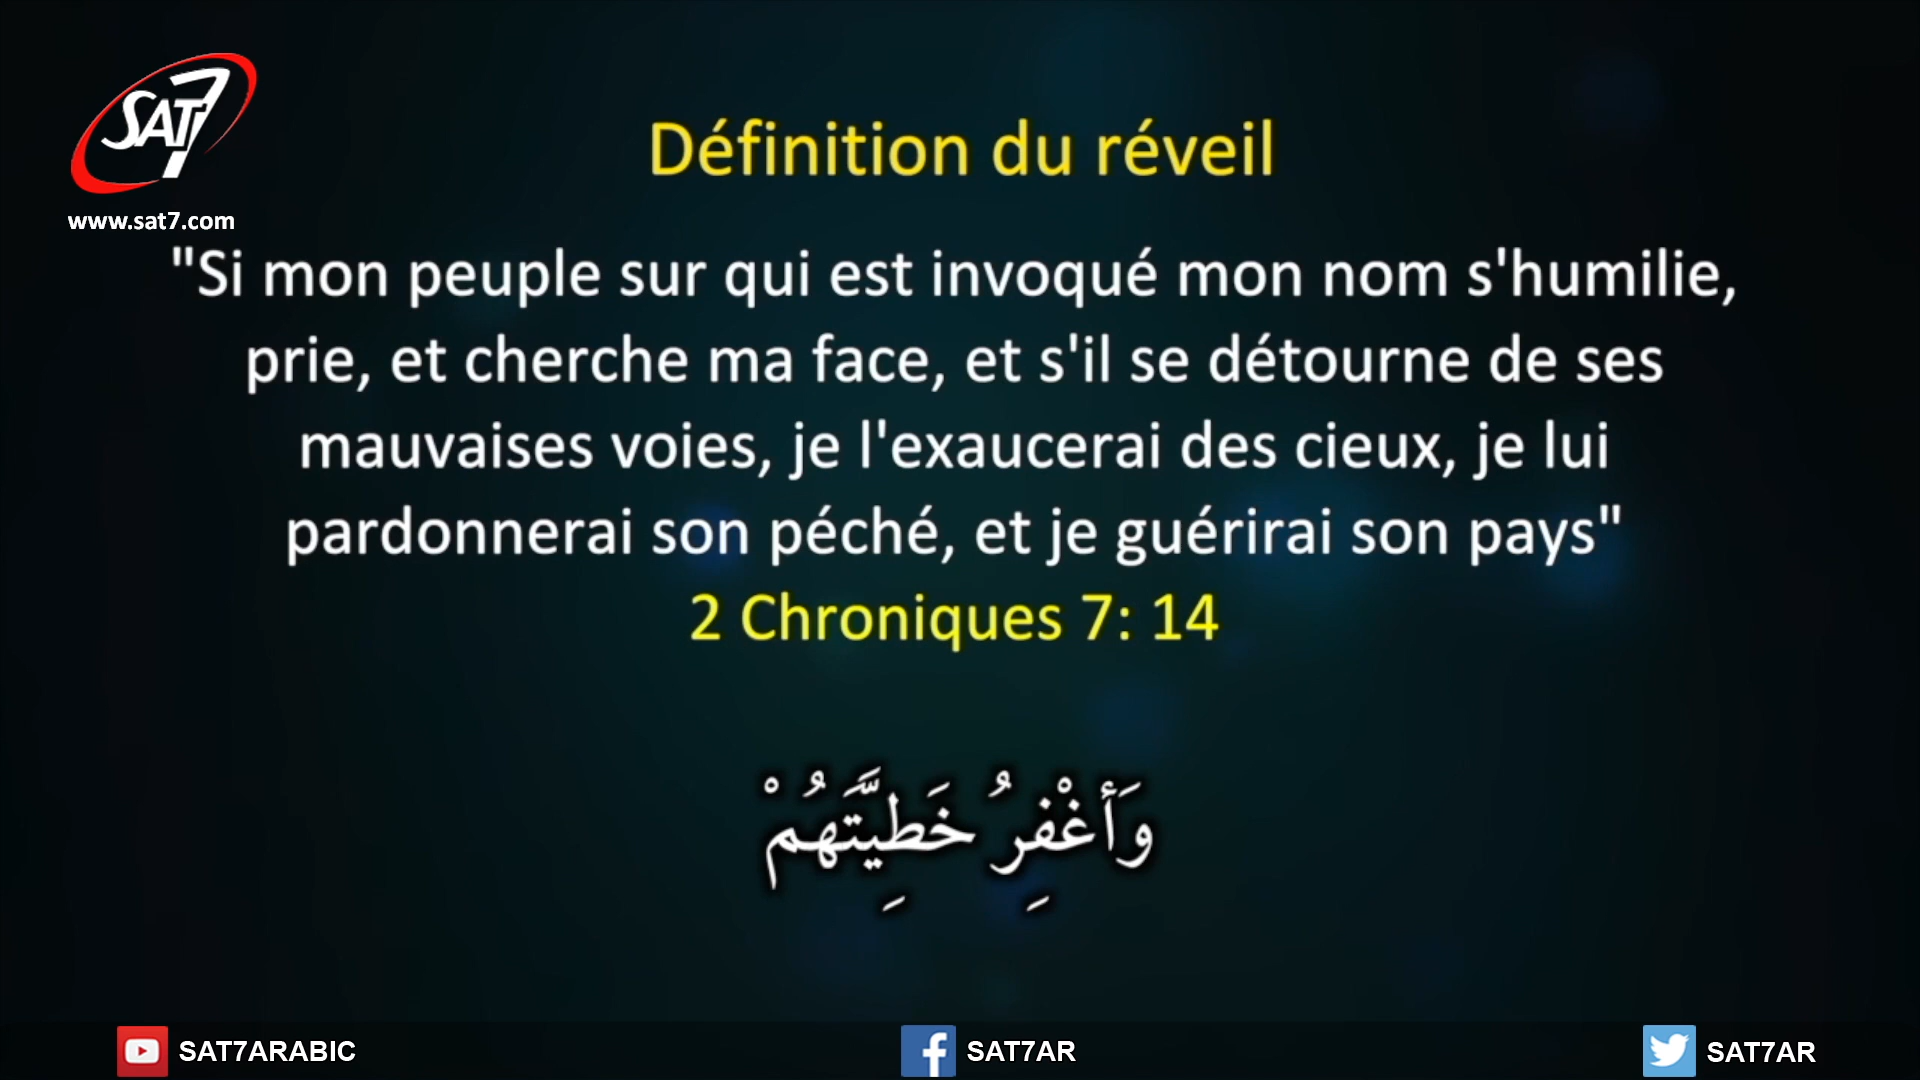 SAT7
www.sat7.com
Définition du réveil
"Si mon peuple sur qui est invoqué mon nom s'humilie,
prie, et cherche ma face, et s'il se détourne de ses
mauvaises voies, je l'exaucerai des cieux, je lui
pardonnerai son péché, et je guérirai son pays"
2 Chroniques 7: 14
وَأَغْفِرُ خَطِيَّتَهُمْ
SAT7ARABIC
SAT7AR
SAT7AR